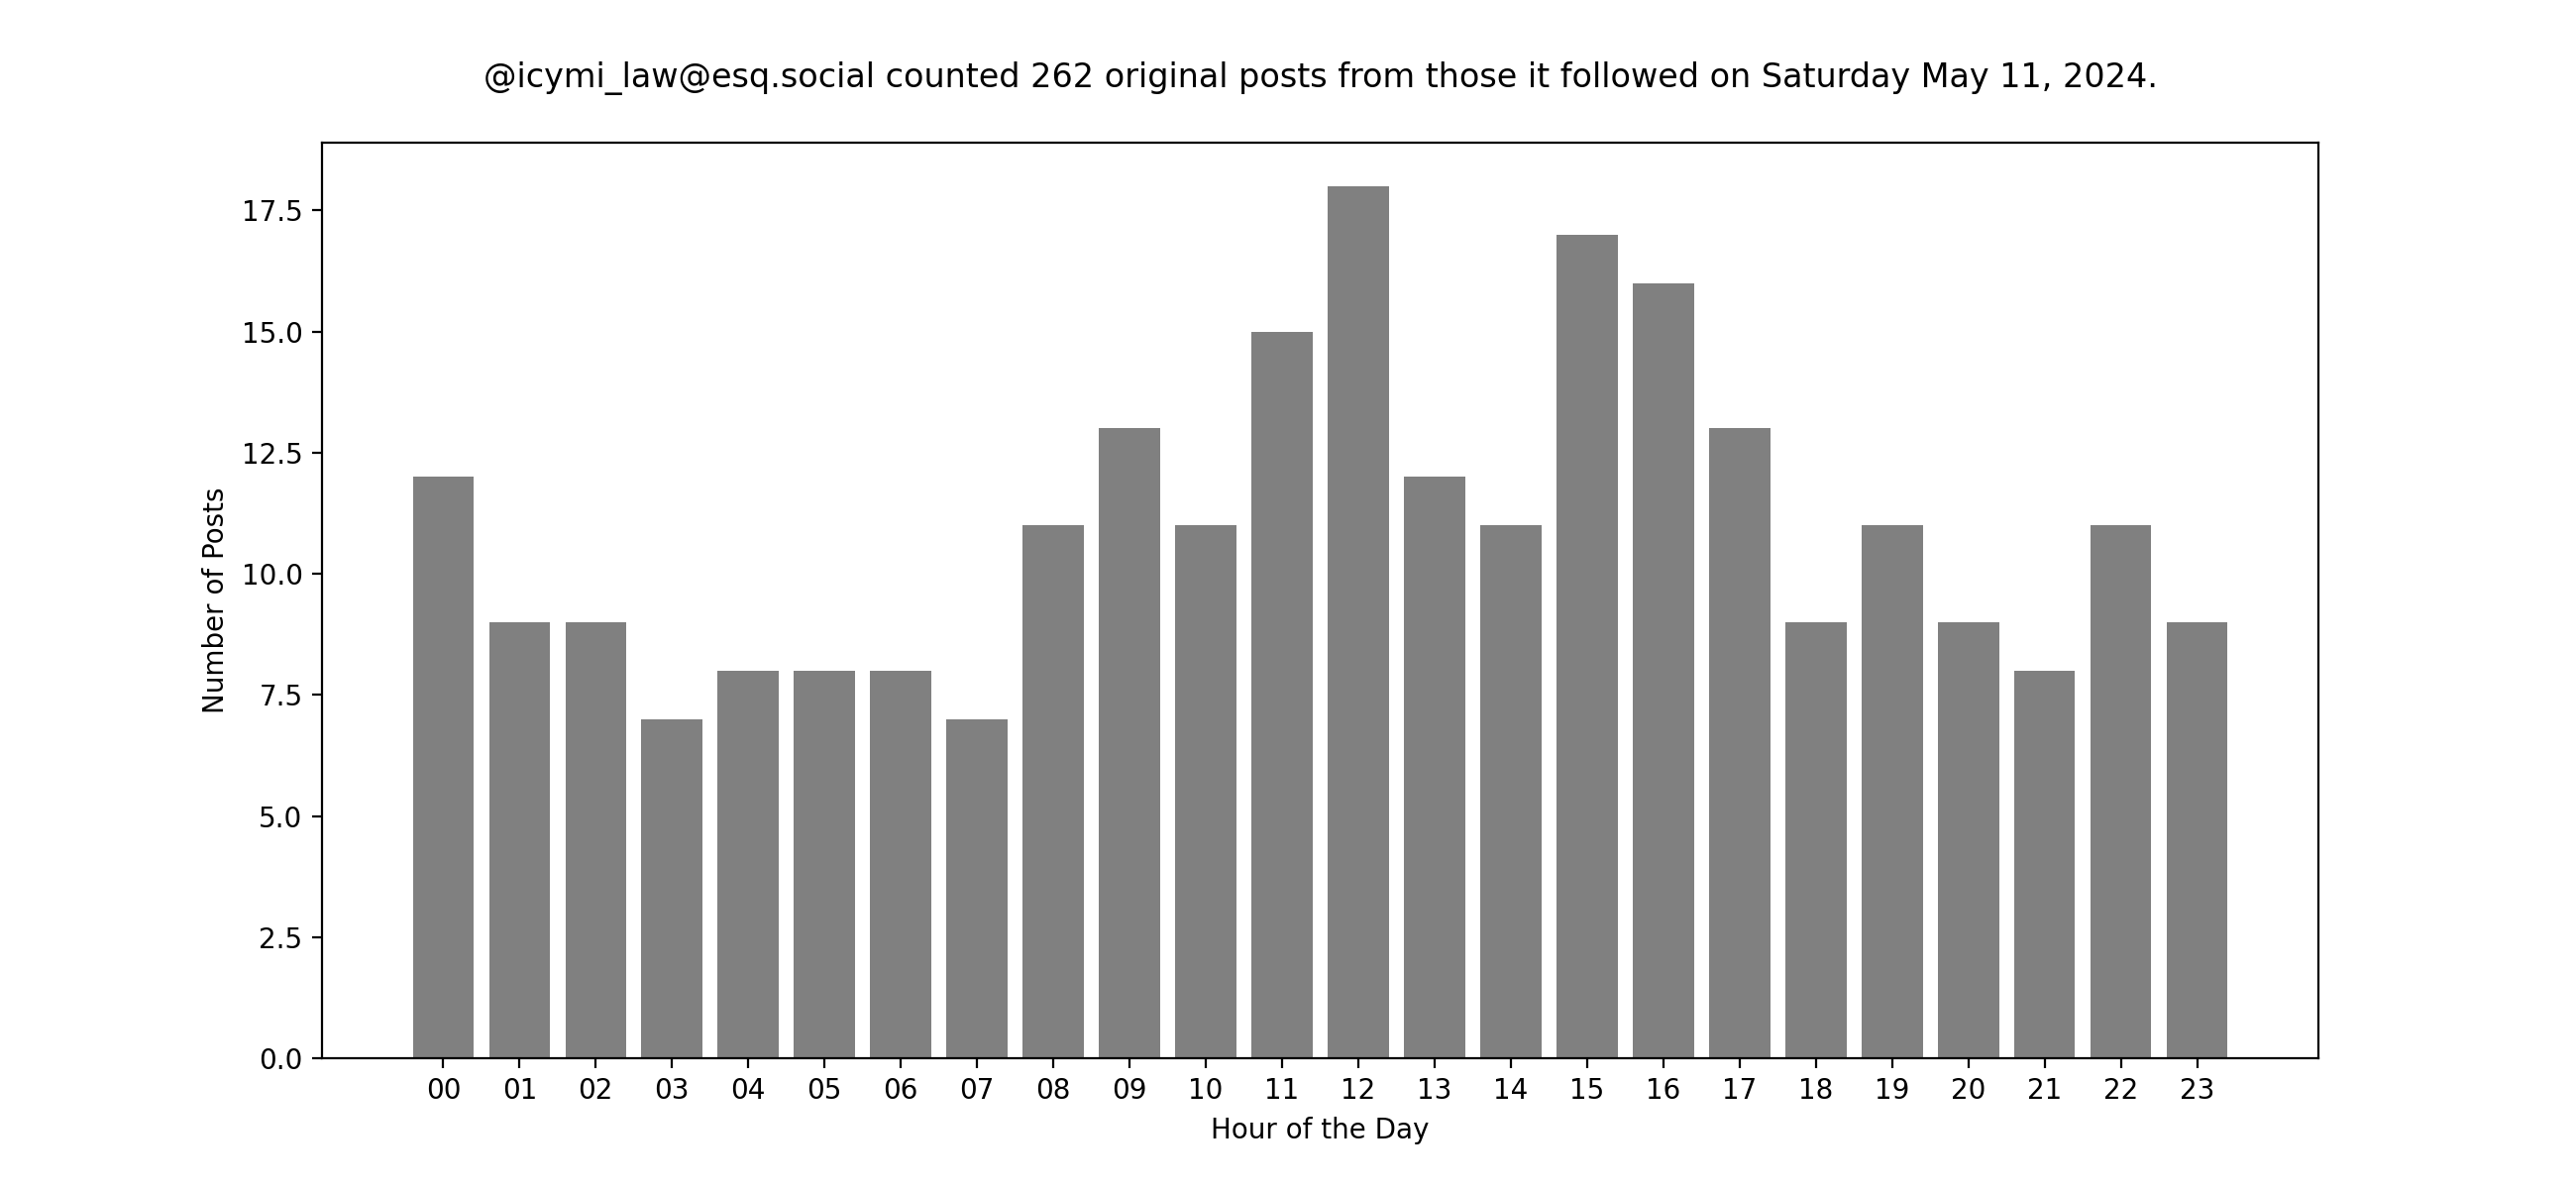 @icymi_law@esq.social counted 262 original posts from those it followed on Saturday May 11, 2024.
17.5
15.0
12.5
10.0
7.5
5.0
2.5
0.0
Number of Posts
00 01 02 03 04 05 06 07 08 09 10 11 12 13 14 15 16 17 18 19 20 21 22 23
Hour of the Day